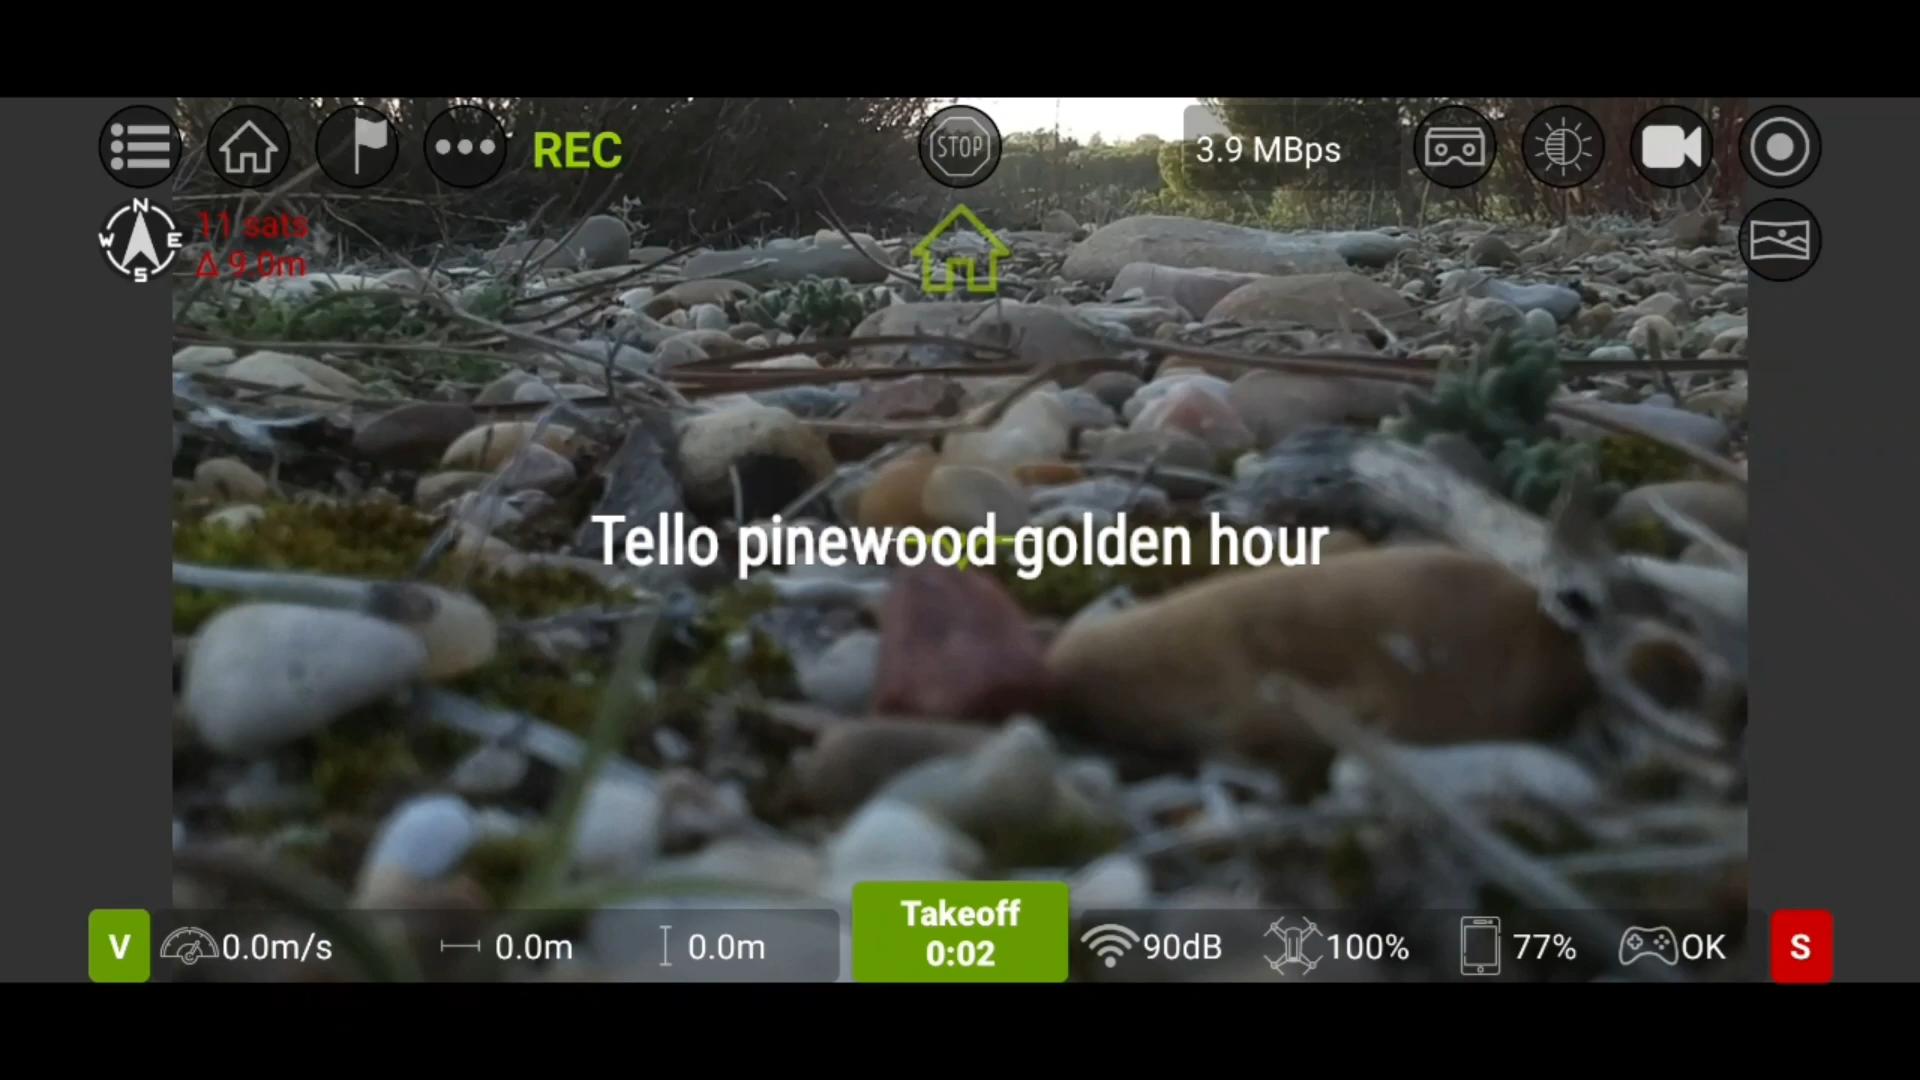 REC
STOP
3.9 MBps
N
W E
S
11 sats
Δ 9.0m
Tello pinewood golden hour
Takeoff
0:02
V
0.0m/s
0.0m
0.0m
90dB
100%
77%
OK
S